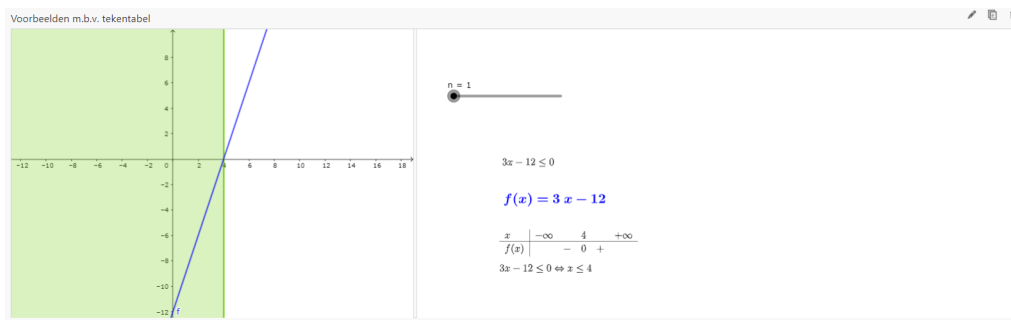 Voorbeelden m.b.v. tekentabel
8
6
4
2
-12 -10 -8 -6 -4 -2 0 2 4 6 8 10 12 14 16 18
-2
-4
-6
-8
-10
-12 f
n = 1
3x − 12 ≤ 0
f(x) = 3 x − 12
x −∞ 4 +∞
f(x) − 0 +
3x − 12 ≤ 0 ⇔ x ≤ 4